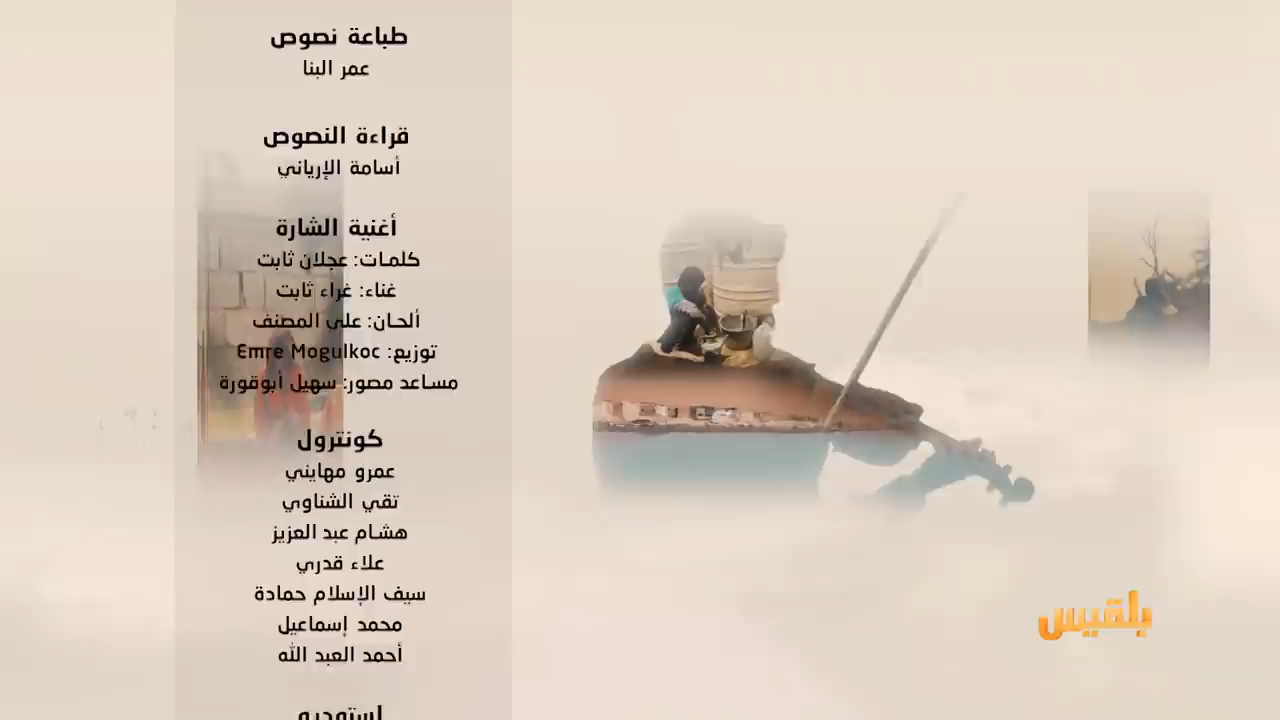 طباعة نصوص
عمر البنا
قراءة النصوص
أسامة الإرياني
أغنية الشارة
كلمات: عجلان ثابت
غناء: غراء ثابت
ألحان: على المصنف
توزيع: Emre Mogulkoc
مساعد مصور: سهيل أبوقورة
كونترول
عمرو مهايني
تقي الشناوي
هشام عبد العزيز
علاء قدري
سيف الإسلام حمادة
محمد إسماعيل
أحمد العبد الله
بلقيس